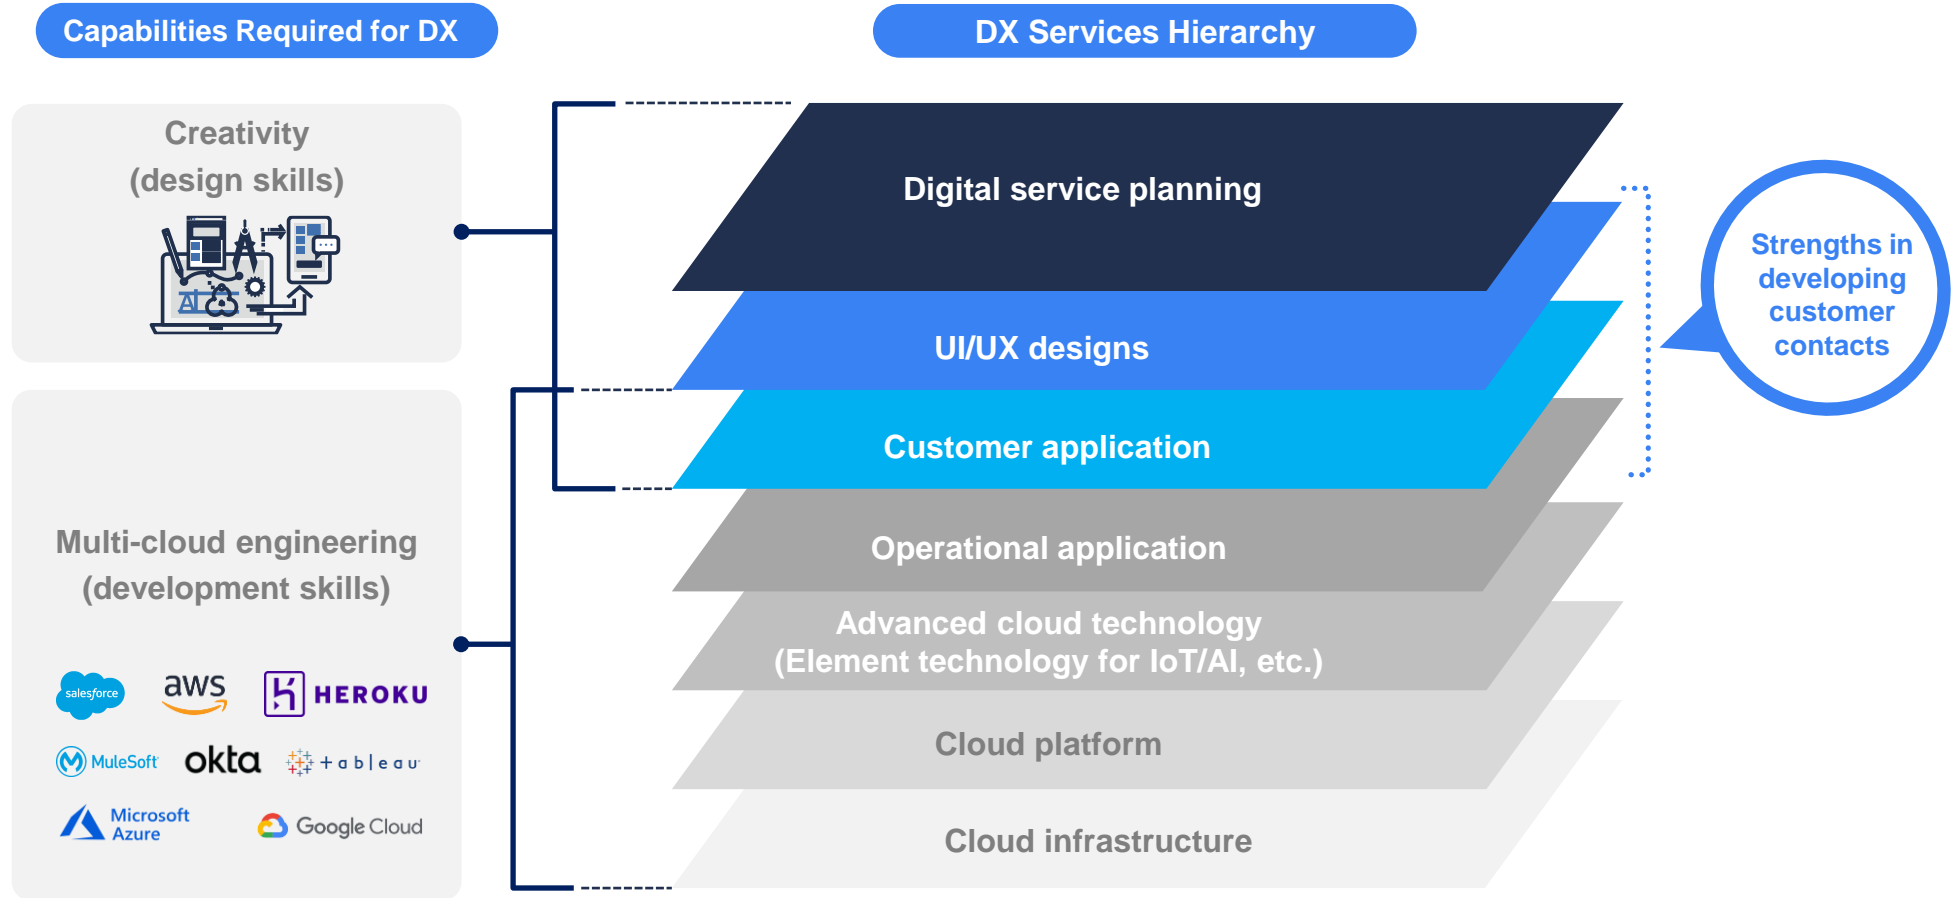 Capabilities Required for DX
DX Services Hierarchy
Creativity
(design skills)
AI
Multi-cloud engineering
(development skills)
salesforce
aws
HEROKU
MuleSoft
okta
+ableau
Microsoft
Azure
Google Cloud
Digital service planning
UI/UX designs
Customer application
Operational application
Advanced cloud technology
(Element technology for IoT/AI, etc.)
Cloud platform
Cloud infrastructure
Strengths in
developing
customer
contacts